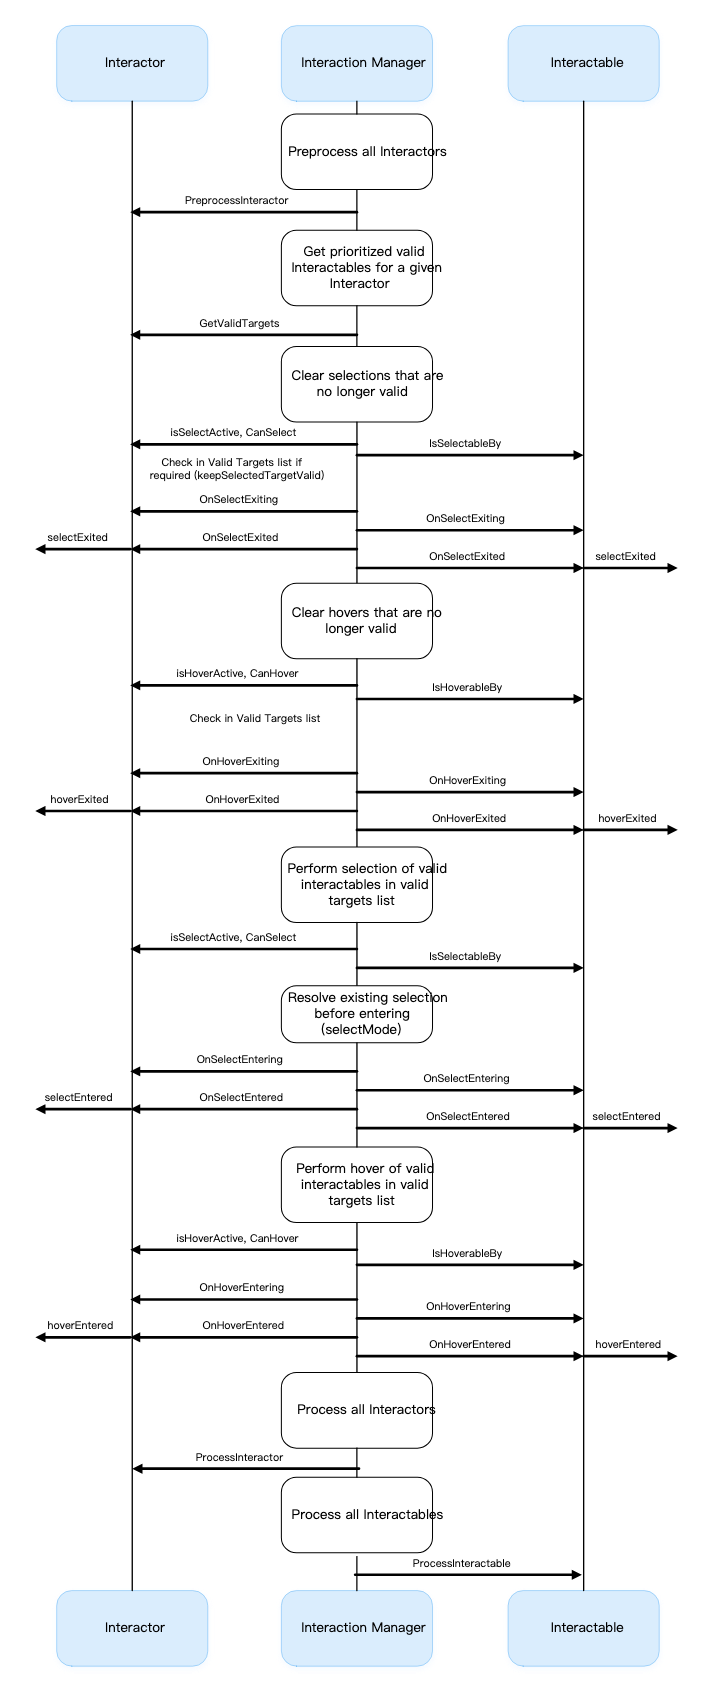 Interactor
Interaction Manager
Interactable
Preprocess all Interactors
PreprocessInteractor
Get prioritized valid
Interactables for a given
Interactor
GetValidTargets
Clear selections that are
no longer valid
isSelectActive, CanSelect
IsSelectableBy
Check in Valid Targets list if
required (keepSelectedTargetValid)
OnSelectExiting
OnSelectExiting
selectExited
OnSelectExited
OnSelectExited
selectExited
Clear hovers that are no
longer valid
isHoverActive, CanHover
IsHoverableBy
Check in Valid Targets list
OnHoverExiting
OnHoverExiting
hoverExited
OnHoverExited
OnHoverExited
hoverExited
Perform selection of valid
interactables in valid
targets list
isSelectActive, CanSelect
IsSelectableBy
Resolve existing selection
before entering
(selectMode)
OnSelectEntering
OnSelectEntering
selectEntered
OnSelectEntered
OnSelectEntered
selectEntered
Perform hover of valid
interactables in valid
targets list
isHoverActive, CanHover
IsHoverableBy
OnHoverEntering
OnHoverEntering
hoverEntered
OnHoverEntered
OnHoverEntered
hoverEntered
Process all Interactors
ProcessInteractor
Process all Interactables
ProcessInteractable
Interactor
Interaction Manager
Interactable